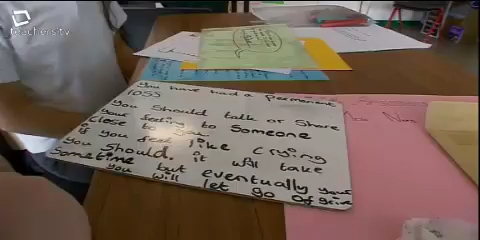 teachers.tv
You have had a permanent
loss
You should talk or share
your feeling to someone
close to you
if you feel like crying
you should. it will take
sometime but eventually you
you will let go of